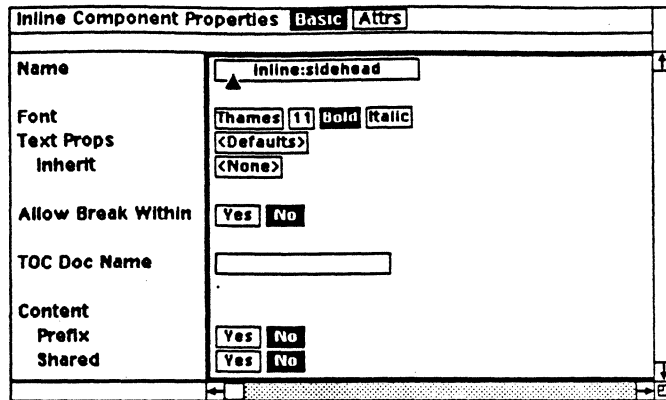 Inline Component Properties Basic Attrs
Name inline:sidehead
Font Thames 11 Bold Italic
Text Props <Defaults>
Inherit <None>
Allow Break Within Yes No
TOC Doc Name
Content
Prefix Yes No
Shared Yes No